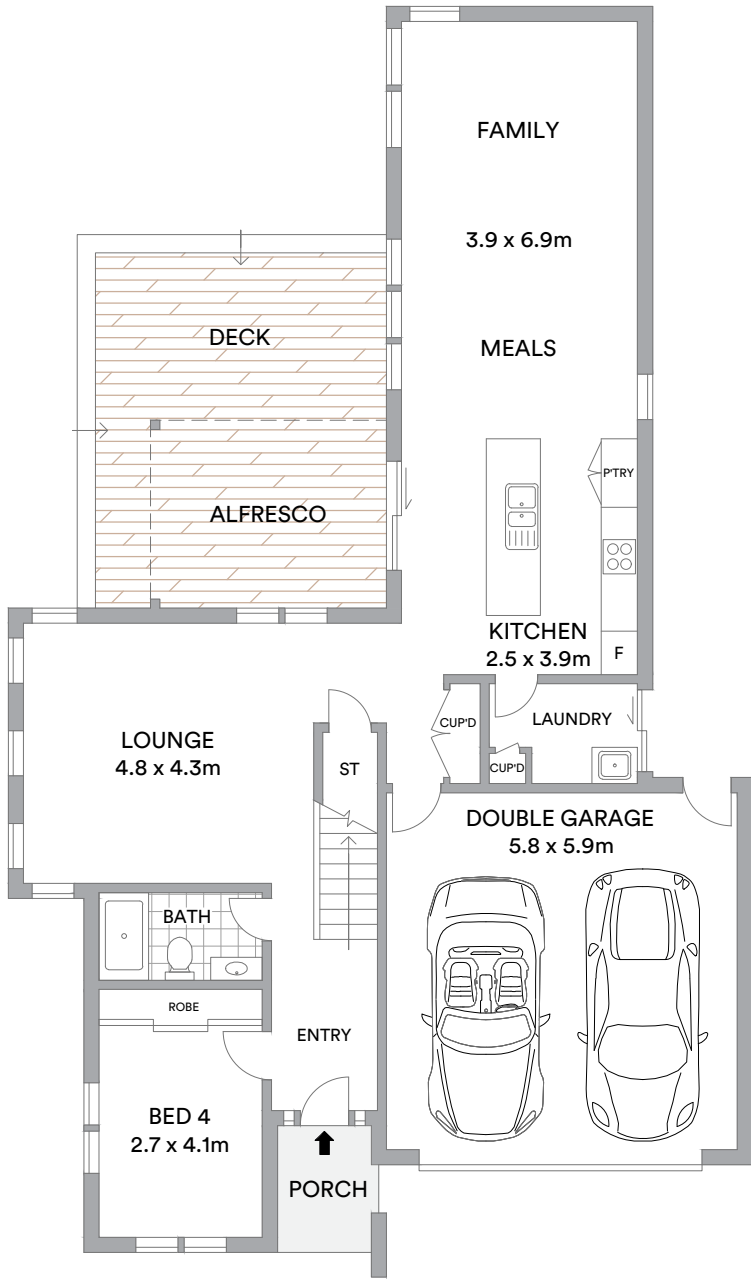 FAMILY
3.9 x 6.9m
DECK
MEALS
P'TRY
ALFRESCO
KITCHEN
2.5 x 3.9m
F
LOUNGE
4.8 x 4.3m
ST
CUP'D
LAUNDRY
CUP'D
DOUBLE GARAGE
5.8 x 5.9m
BATH
ROBE
ENTRY
BED 4
2.7 x 4.1m
PORCH